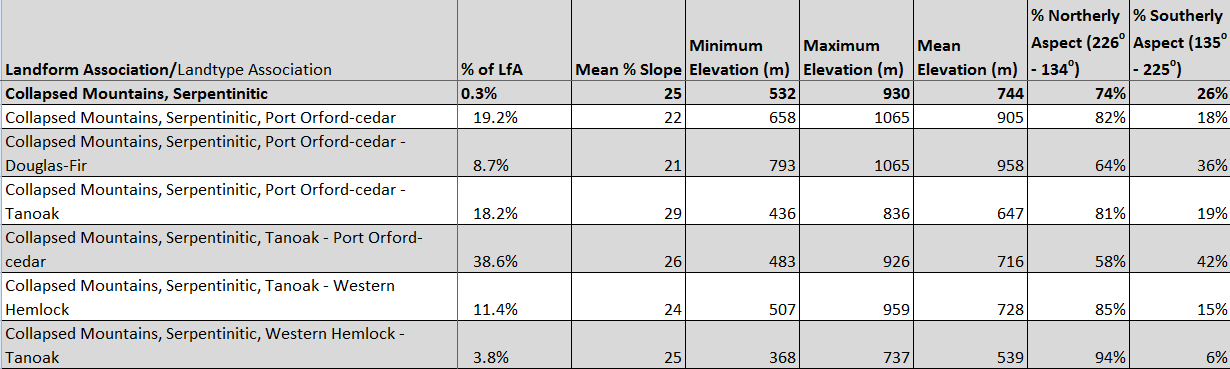 Landform Association/Landtype Association % of LfA Mean % Slope Minimum Elevation (m) Maximum Elevation (m) Mean Elevation (m) % Northerly Aspect (226° - 134°) % Southerly Aspect (135° - 225°)
Collapsed Mountains, Serpentinitic 0.3% 25 532 930 744 74% 26%
Collapsed Mountains, Serpentinitic, Port Orford-cedar 19.2% 22 658 1065 905 82% 18%
Collapsed Mountains, Serpentinitic, Port Orford-cedar -
Douglas-Fir 8.7% 21 793 1065 958 64% 36%
Collapsed Mountains, Serpentinitic, Port Orford-cedar -
Tanoak 18.2% 29 436 836 647 81% 19%
Collapsed Mountains, Serpentinitic, Tanoak - Port Orford-
cedar 38.6% 26 483 926 716 58% 42%
Collapsed Mountains, Serpentinitic, Tanoak - Western
Hemlock 11.4% 24 507 959 728 85% 15%
Collapsed Mountains, Serpentinitic, Western Hemlock -
Tanoak 3.8% 25 368 737 539 94% 6%